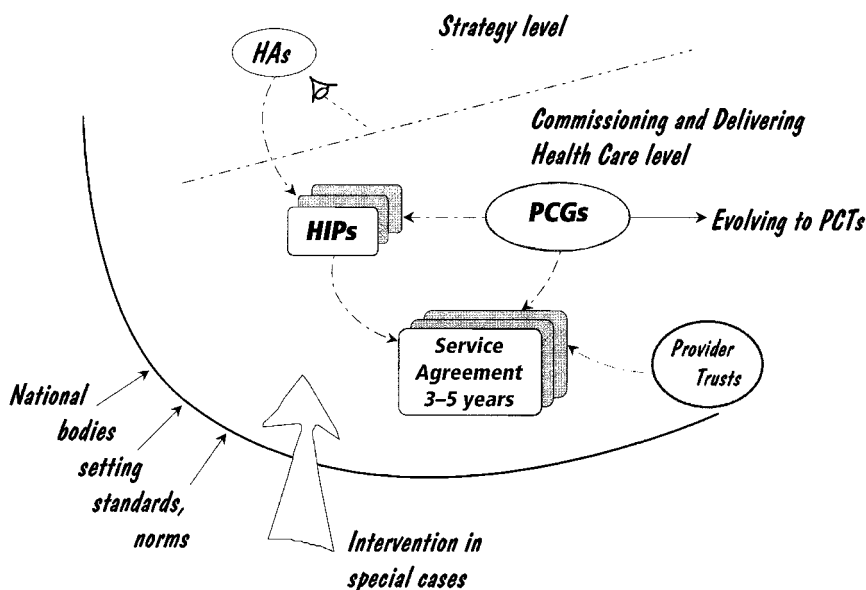 Strategy level
HAs
Commissioning and Delivering
Health Care level
HIPs
PCGs
Evolving to PCTs
Service
Agreement
3–5 years
Provider
Trusts
National
bodies
setting
standards,
norms
Intervention in
special cases